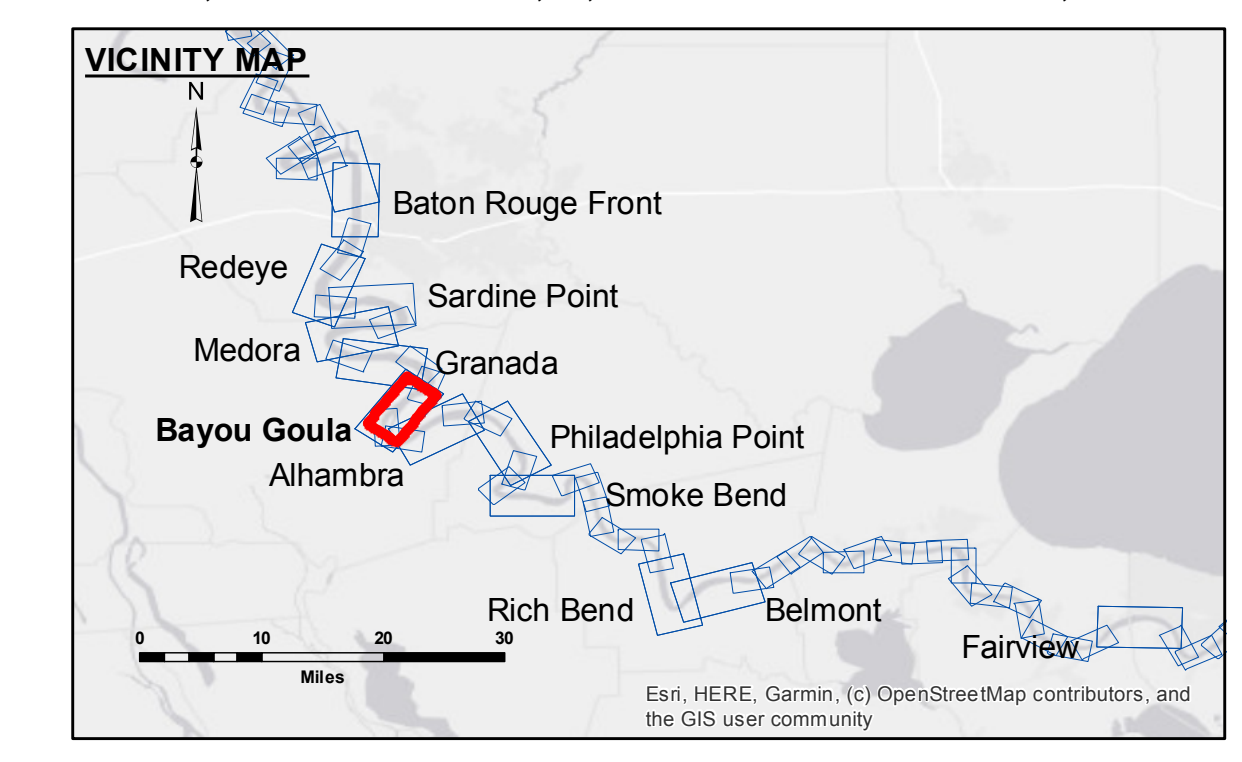 VICINITY MAP
N
Baton Rouge Front
Redeye
Sardine Point
Medora
Granada
Bayou Goula
Philadelphia Point
Alhambra
Smoke Bend
Rich Bend
Belmont
Fairview
0 10 20 30
Miles
Esri, HERE, Garmin, (c) OpenStreetMap contributors, and
the GIS user community